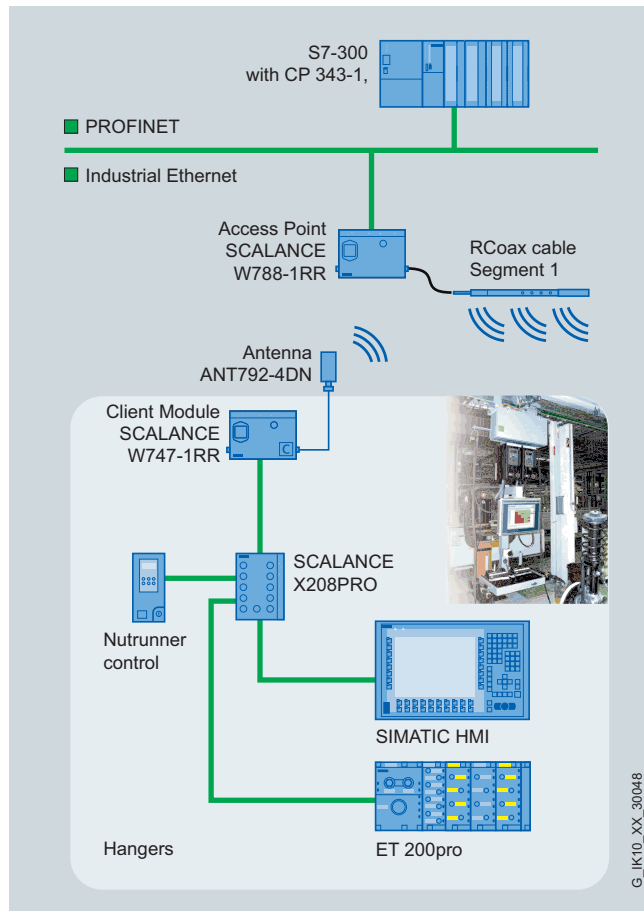 S7-300
with CP 343-1,
PROFINET
Industrial Ethernet
Access Point
SCALANCE
W788-1RR
RCoax cable
Segment 1
Antenna
ANT792-4DN
Client Module
SCALANCE
W747-1RR
C
SCALANCE
X208PRO
Nutrunner
control
SIMATIC HMI
ET 200pro
Hangers
G_IK10_XX_30048